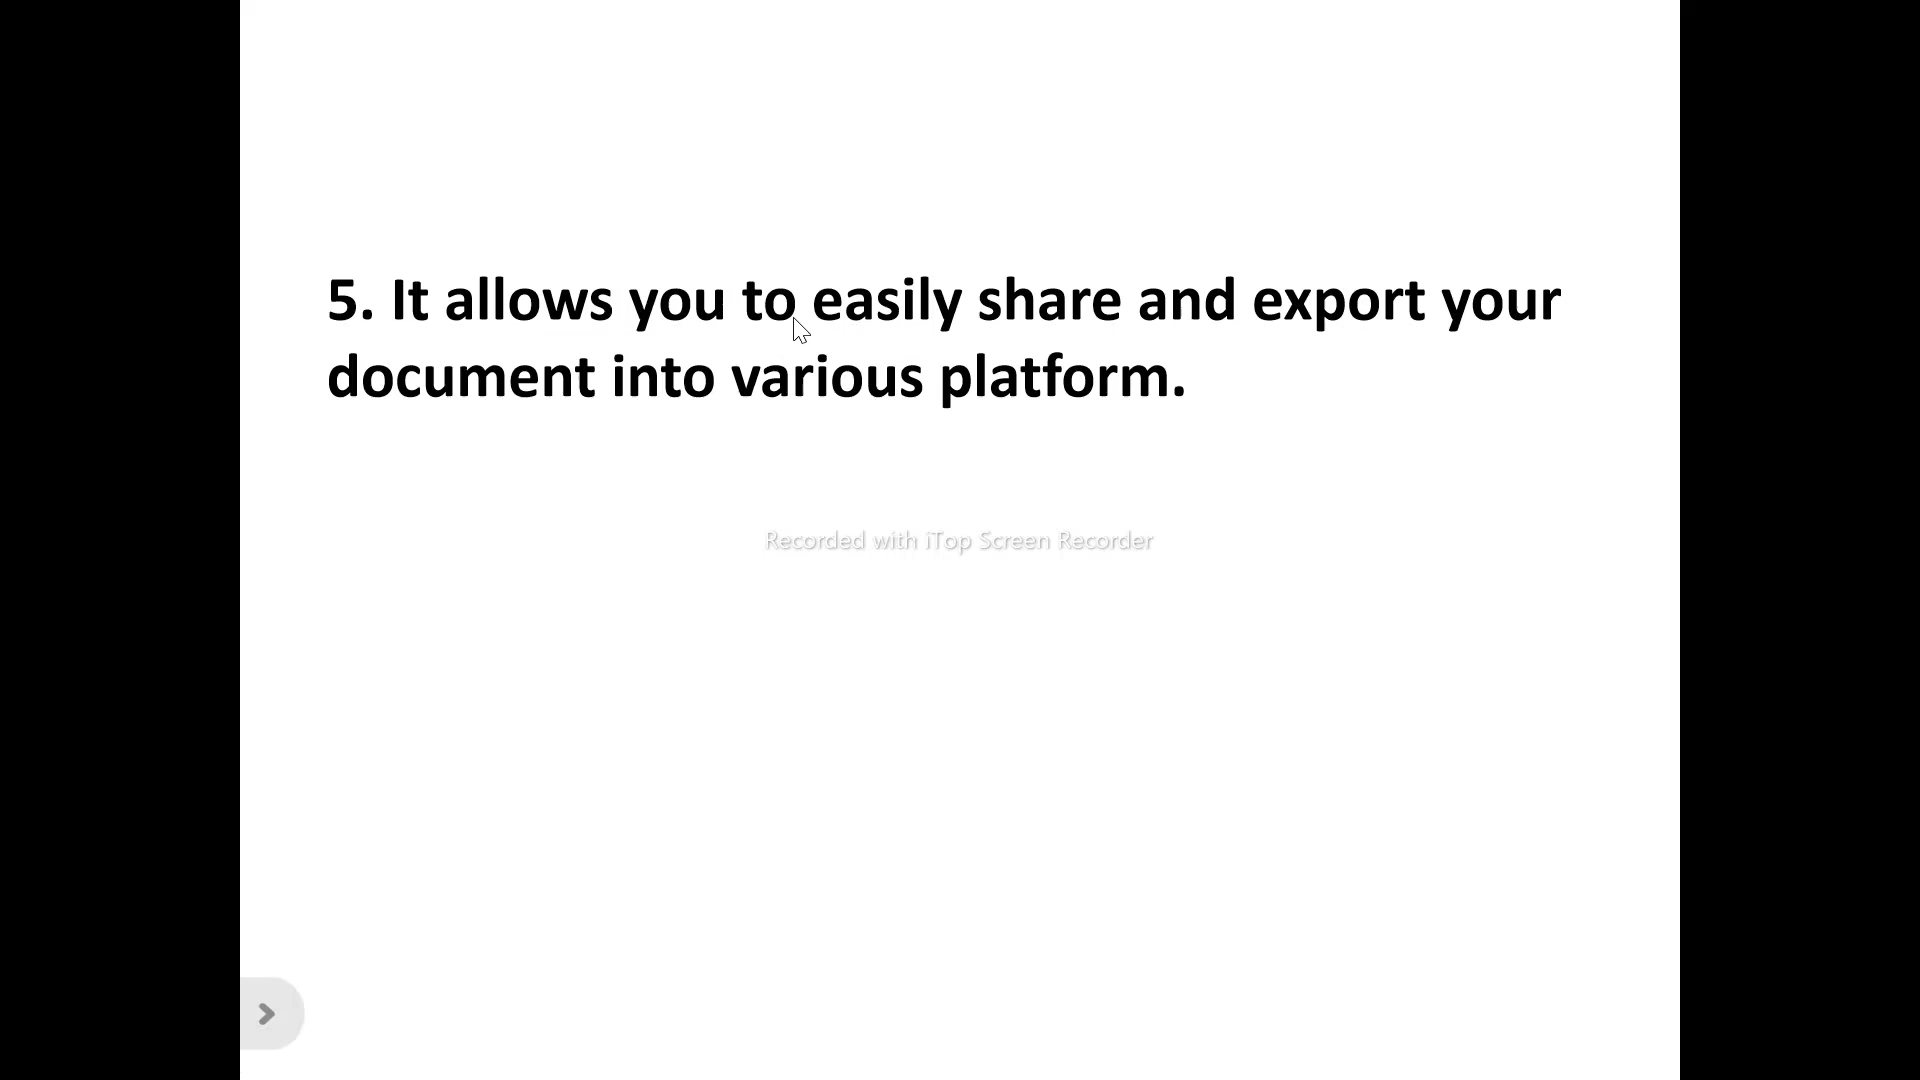 5. It allows you to easily share and export your
document into various platform.
Recorded with iTop Screen Recorder